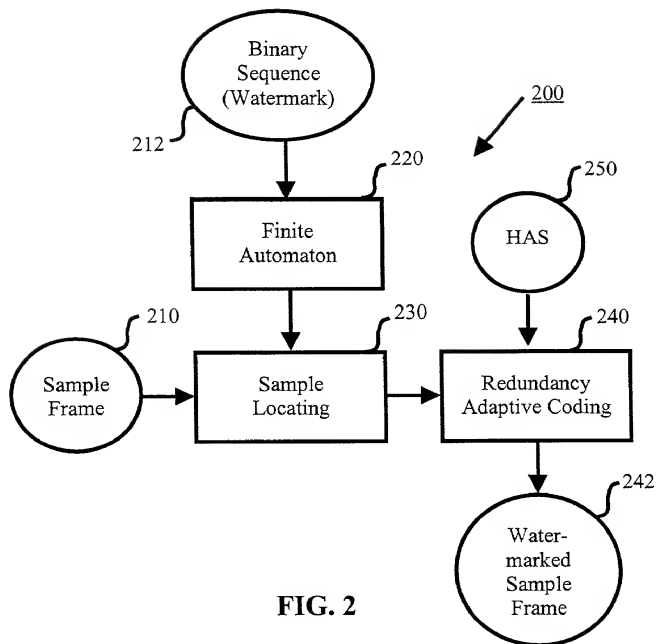 Binary
Sequence
(Watermark)
212
200
220
Finite
Automaton
250
HAS
210
Sample
Frame
230
Sample
Locating
240
Redundancy
Adaptive Coding
242
Water-
marked
Sample
Frame
FIG. 2